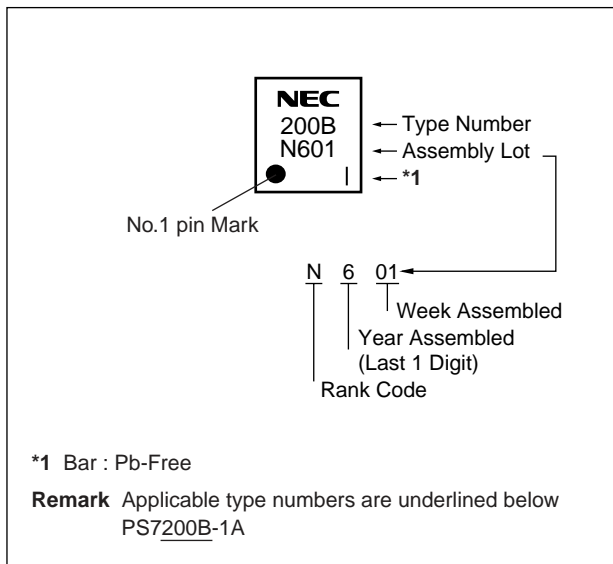 NEC
200B
N601
Type Number
Assembly Lot
*1
No.1 pin Mark
N 6 01
Week Assembled
Year Assembled
(Last 1 Digit)
Rank Code
*1 Bar : Pb-Free
Remark Applicable type numbers are underlined below
PS7200B-1A